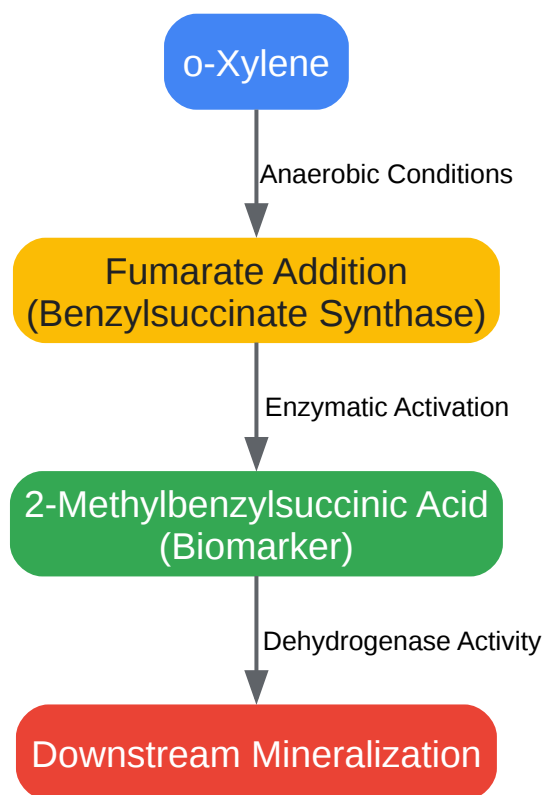 o-Xylene
Anaerobic Conditions
Fumarate Addition
(Benzylsuccinate Synthase)
Enzymatic Activation
2-Methylbenzylsuccinic Acid
(Biomarker)
Dehydrogenase Activity
Downstream Mineralization